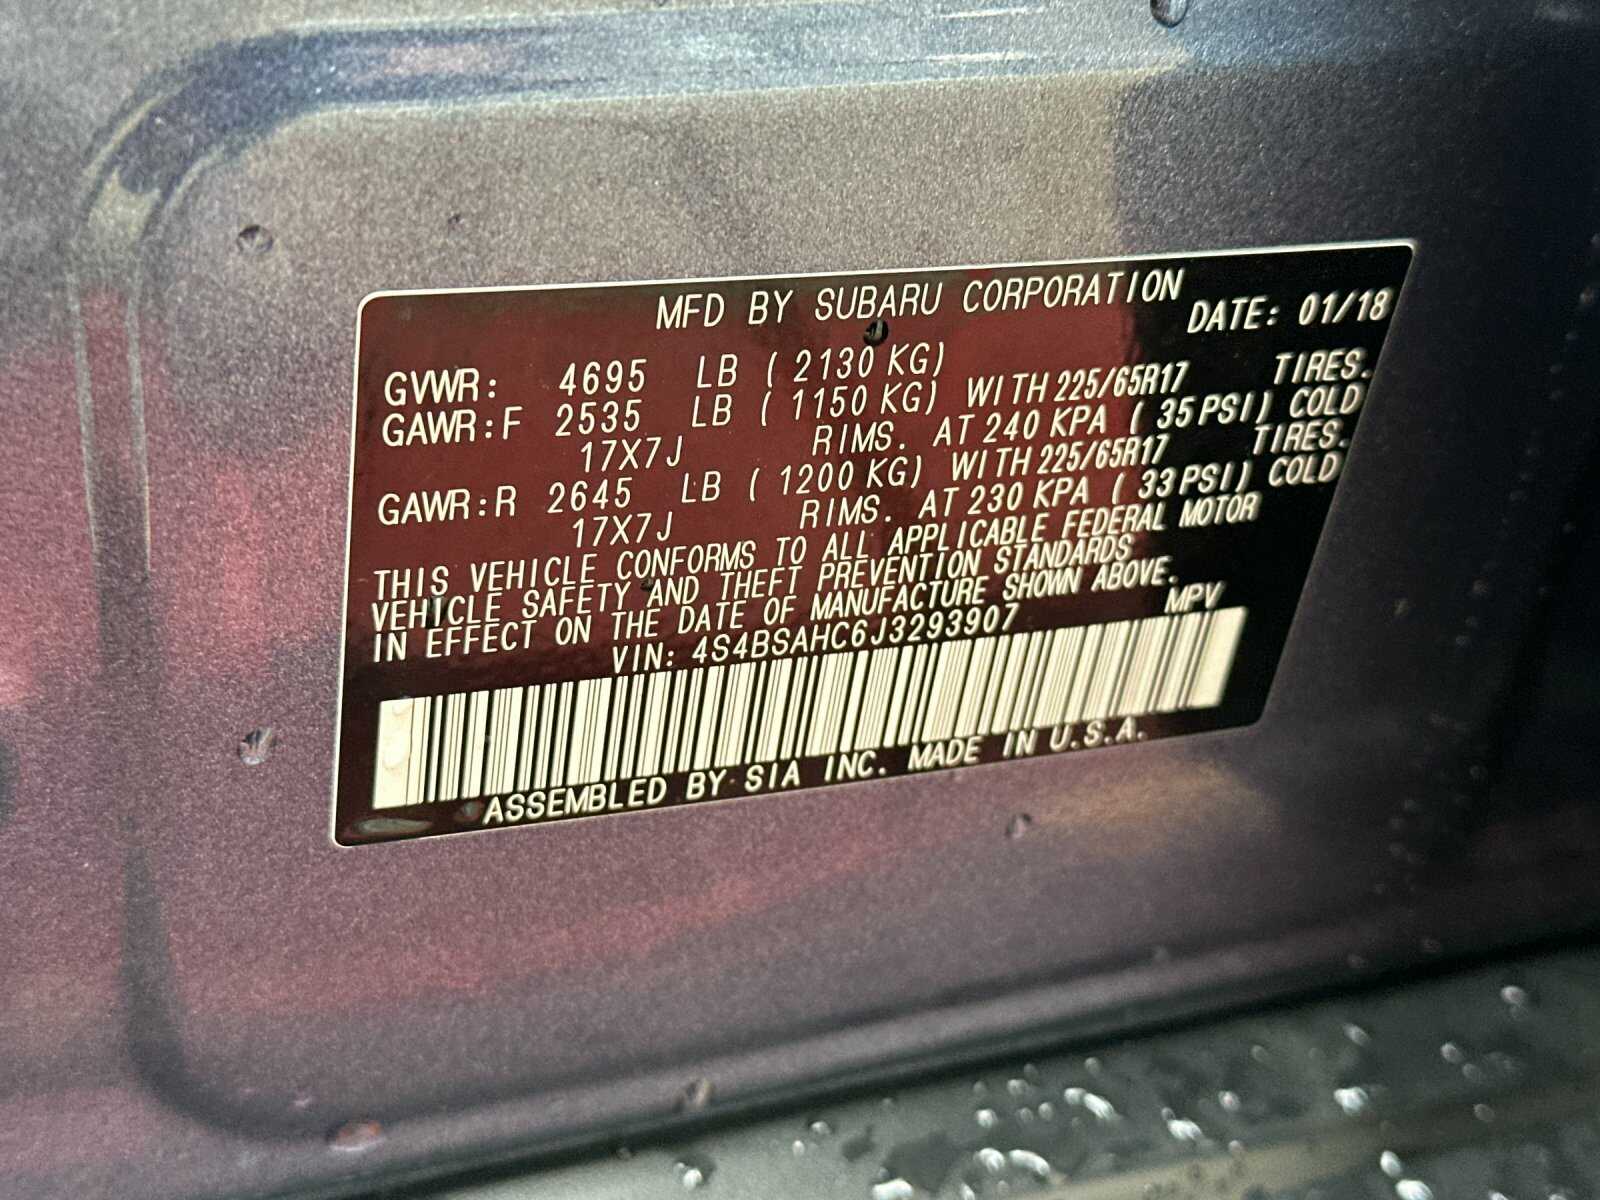 MFD BY SUBARU CORPORATION DATE: 01/18
GVWR: 4695 LB (2130 KG)
GAWR:F 2535 LB (1150 KG) WITH 225/65R17 TIRES.
17X7J RIMS. AT 240 KPA (35 PSI) COLD
GAWR:R 2645 LB (1200 KG) WITH 225/65R17 TIRES.
17X7J RIMS. AT 230 KPA (33 PSI) COLD
THIS VEHICLE CONFORMS TO ALL APPLICABLE FEDERAL MOTOR
VEHICLE SAFETY AND THEFT PREVENTION STANDARDS
IN EFFECT ON THE DATE OF MANUFACTURE SHOWN ABOVE.
VIN: 4S4BSAHC6J3293907 MPV
ASSEMBLED BY SIA INC. MADE IN U.S.A.